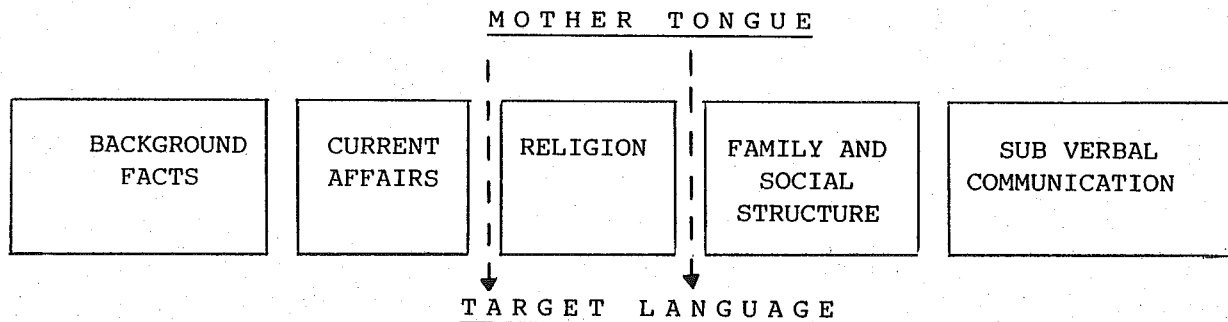 MOTHER TONGUE
BACKGROUND
FACTS
CURRENT
AFFAIRS
RELIGION
FAMILY AND
SOCIAL
STRUCTURE
SUB VERBAL
COMMUNICATION
TARGET LANGUAGE